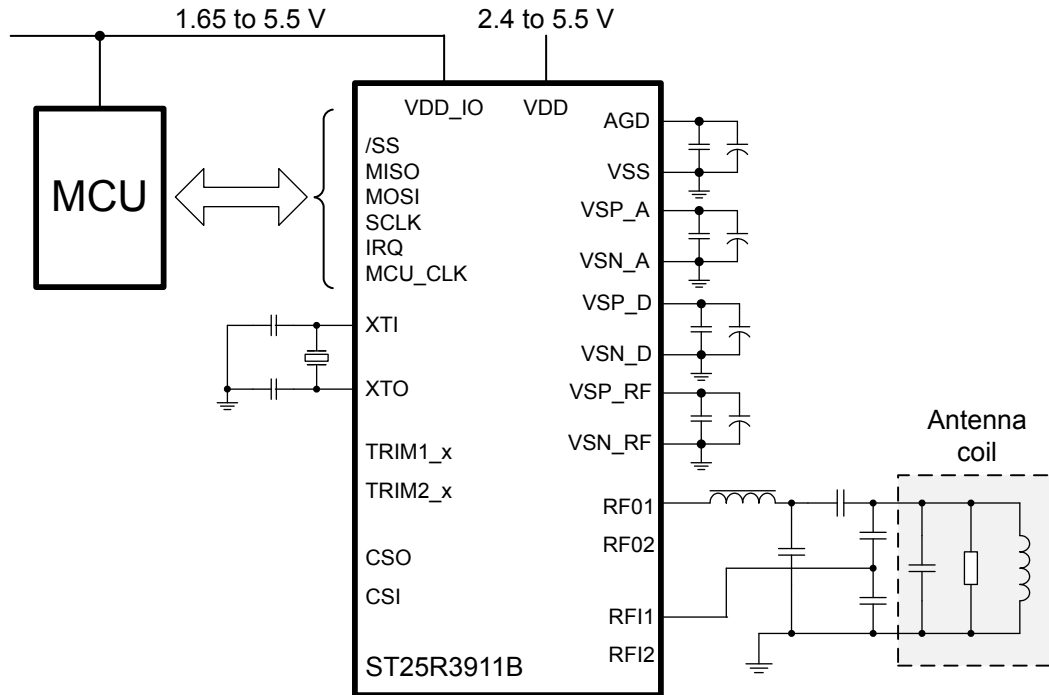 1.65 to 5.5 V
2.4 to 5.5 V
MCU
VDD_IO
VDD
/SS
MISO
MOSI
SCLK
IRQ
MCU_CLK
XTI
XTO
TRIM1_x
TRIM2_x
CSO
CSI
ST25R3911B
AGD
VSS
VSP_A
VSN_A
VSP_D
VSN_D
VSP_RF
VSN_RF
RF01
RF02
RFI1
RFI2
Antenna
coil